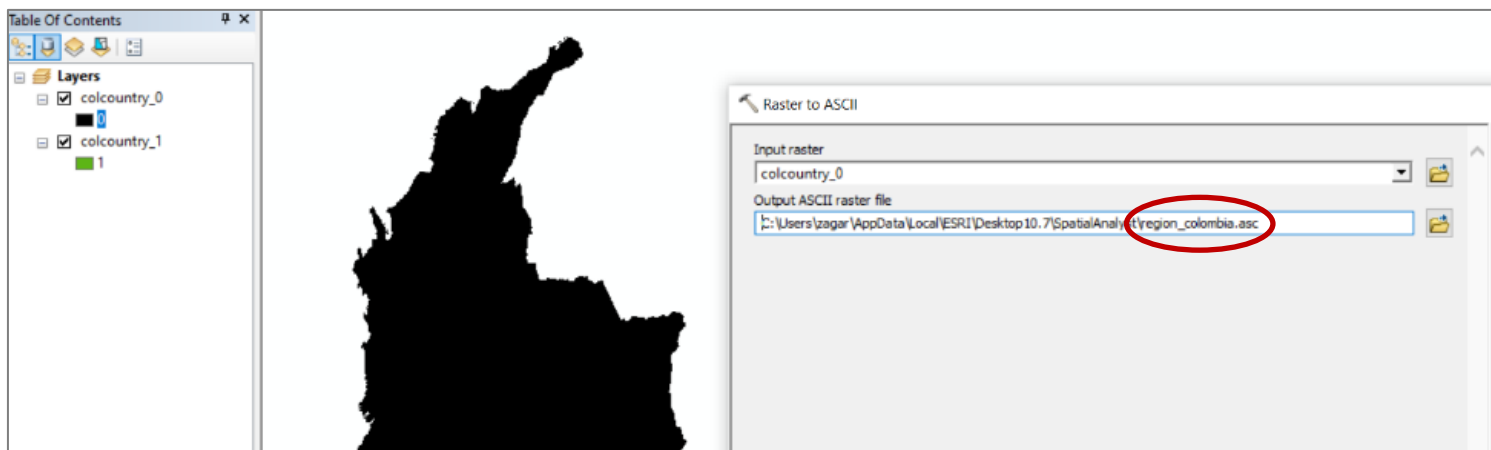 Table Of Contents
Layers
colcountry_0
0
colcountry_1
1
Raster to ASCII
Input raster
colcountry_0
Output ASCII raster file
C:\Users\zagar\AppData\Local\ESRI\Desktop10.7\SpatialAnalyst\region_colombia.asc